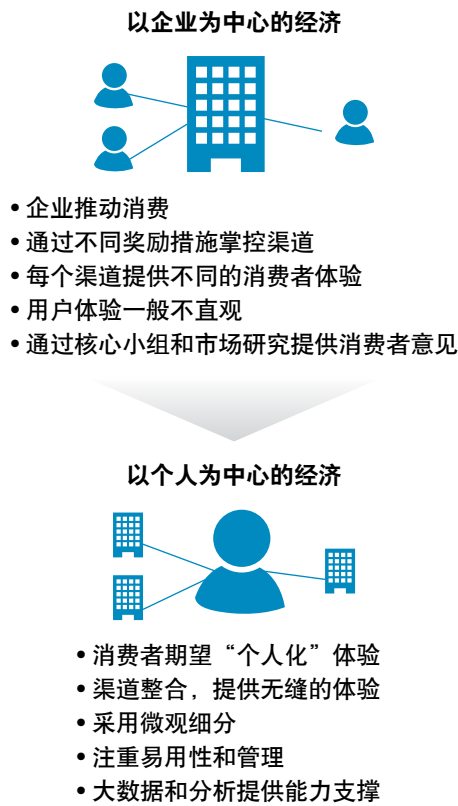 以企业为中心的经济
• 企业推动消费
• 通过不同奖励措施掌控渠道
• 每个渠道提供不同的消费者体验
• 用户体验一般不直观
• 通过核心小组和市场研究提供消费者意见
以个人为中心的经济
• 消费者期望“个人化”体验
• 渠道整合，提供无缝的体验
• 采用微观细分
• 注重易用性和管理
• 大数据和分析提供能力支撑